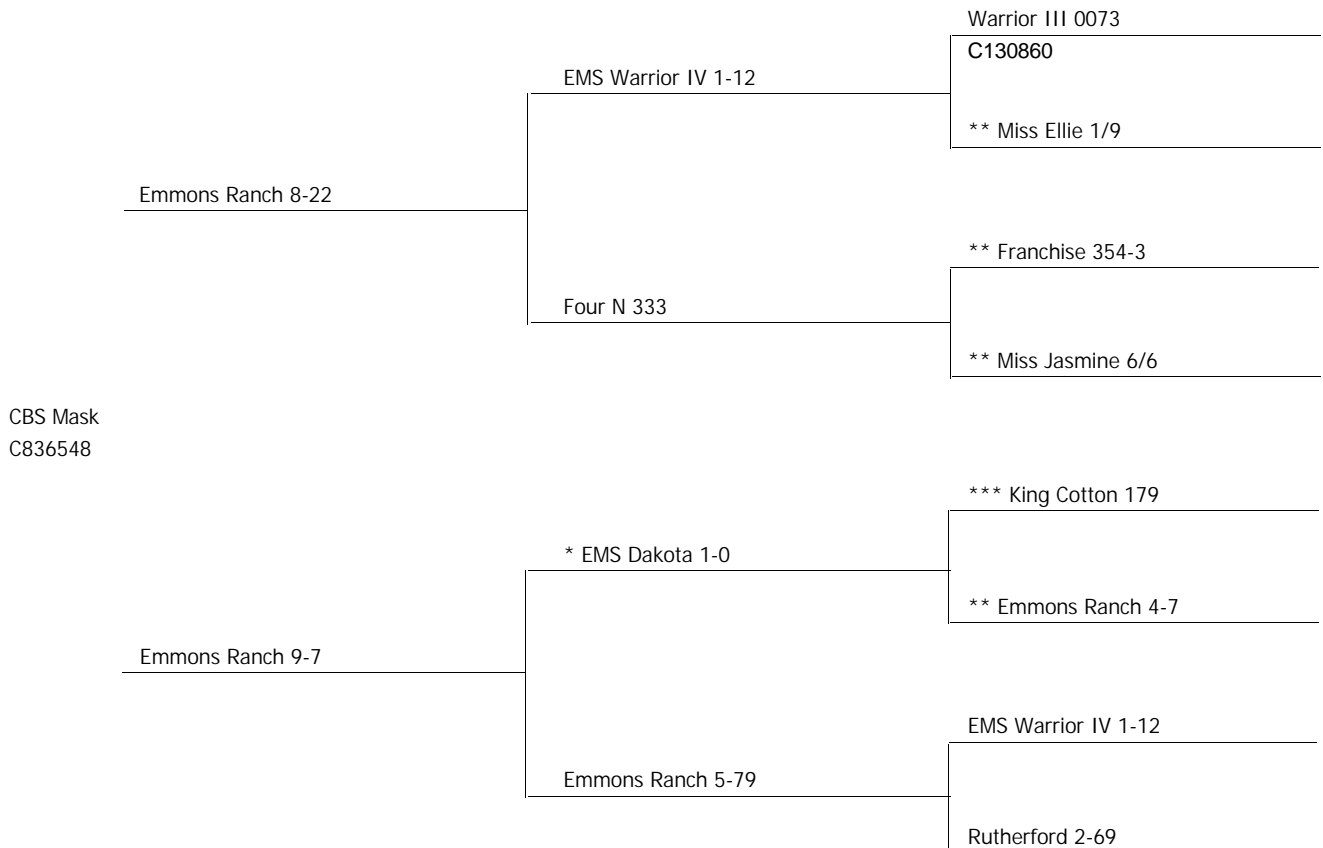 Warrior III 0073
C130860
EMS Warrior IV 1-12
** Miss Ellie 1/9
Emmons Ranch 8-22
** Franchise 354-3
Four N 333
** Miss Jasmine 6/6
CBS Mask
C836548
*** King Cotton 179
* EMS Dakota 1-0
** Emmons Ranch 4-7
Emmons Ranch 9-7
EMS Warrior IV 1-12
Emmons Ranch 5-79
Rutherford 2-69